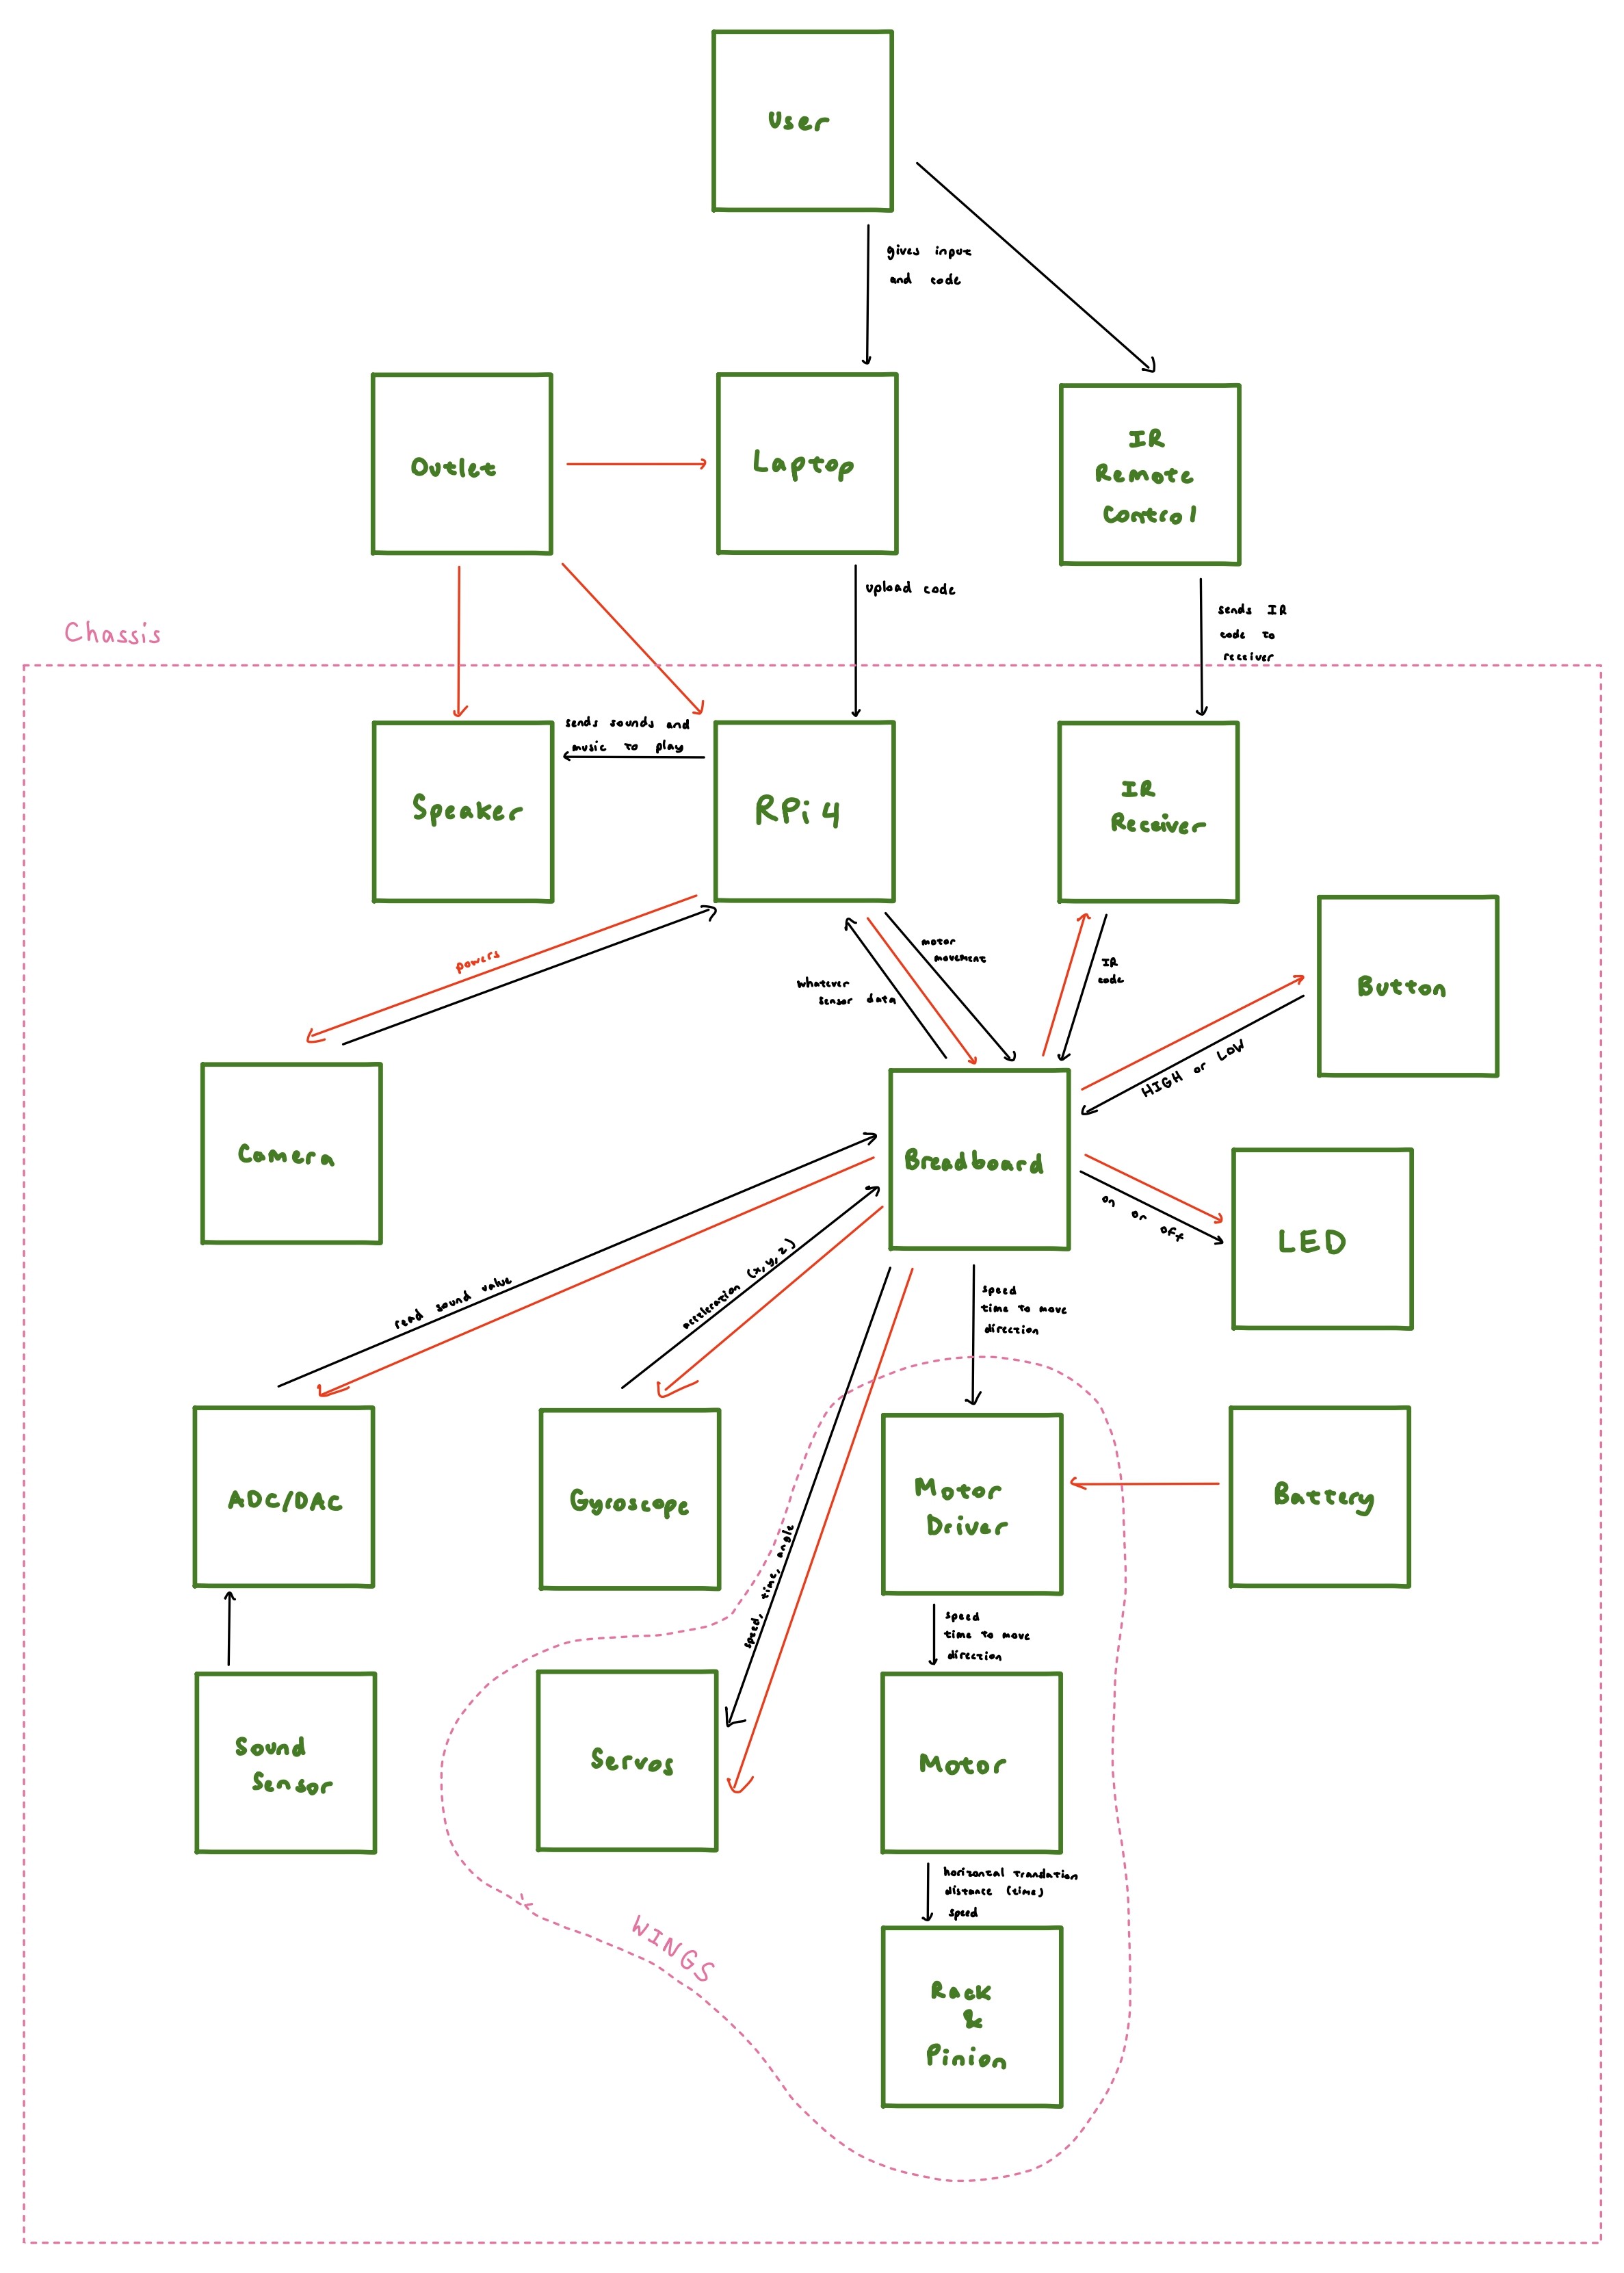 User
gives input
and code
Outlet
Laptop
IR
Remote
Control
upload code
sends IR
code to
receiver
Chassis
sends sounds and
music to play
Speaker
RPi 4
IR
Receiver
powers
motor
movement
whatever
sensor data
IR
code
Button
HIGH or LOW
Camera
Breadboard
on or off
LED
read sound value
acceleration (x,y,z)
speed
time to move
direction
ADC/DAC
Gyroscope
speed, time, angle
Motor
Driver
Battery
speed
time to move
direction
Sound
Sensor
Servos
Motor
horizontal translation
distance (time)
speed
WINGS
Rack
&
Pinion